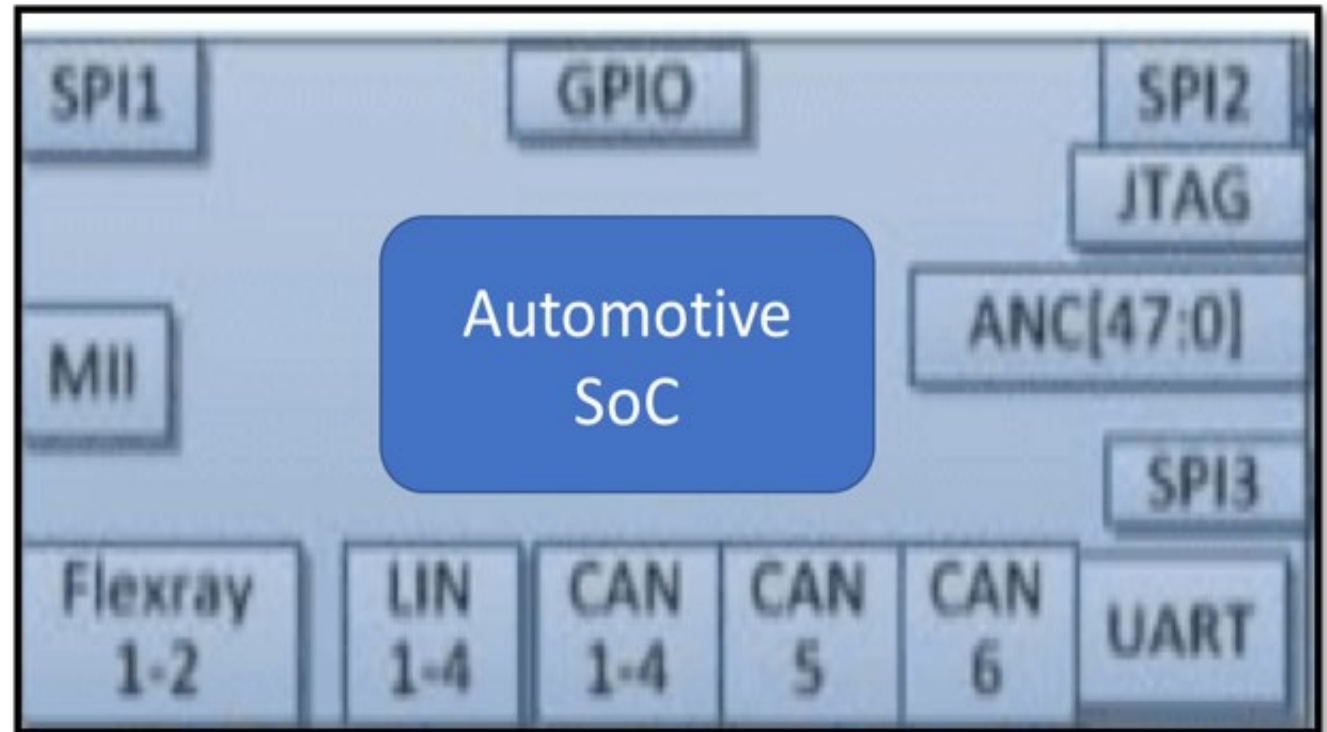 SPI1
GPIO
SPI2
JTAG
Automotive
SoC
ANC[47:0]
MII
SPI3
Flexray
1-2
LIN
1-4
CAN
1-4
CAN
5
CAN
6
UART